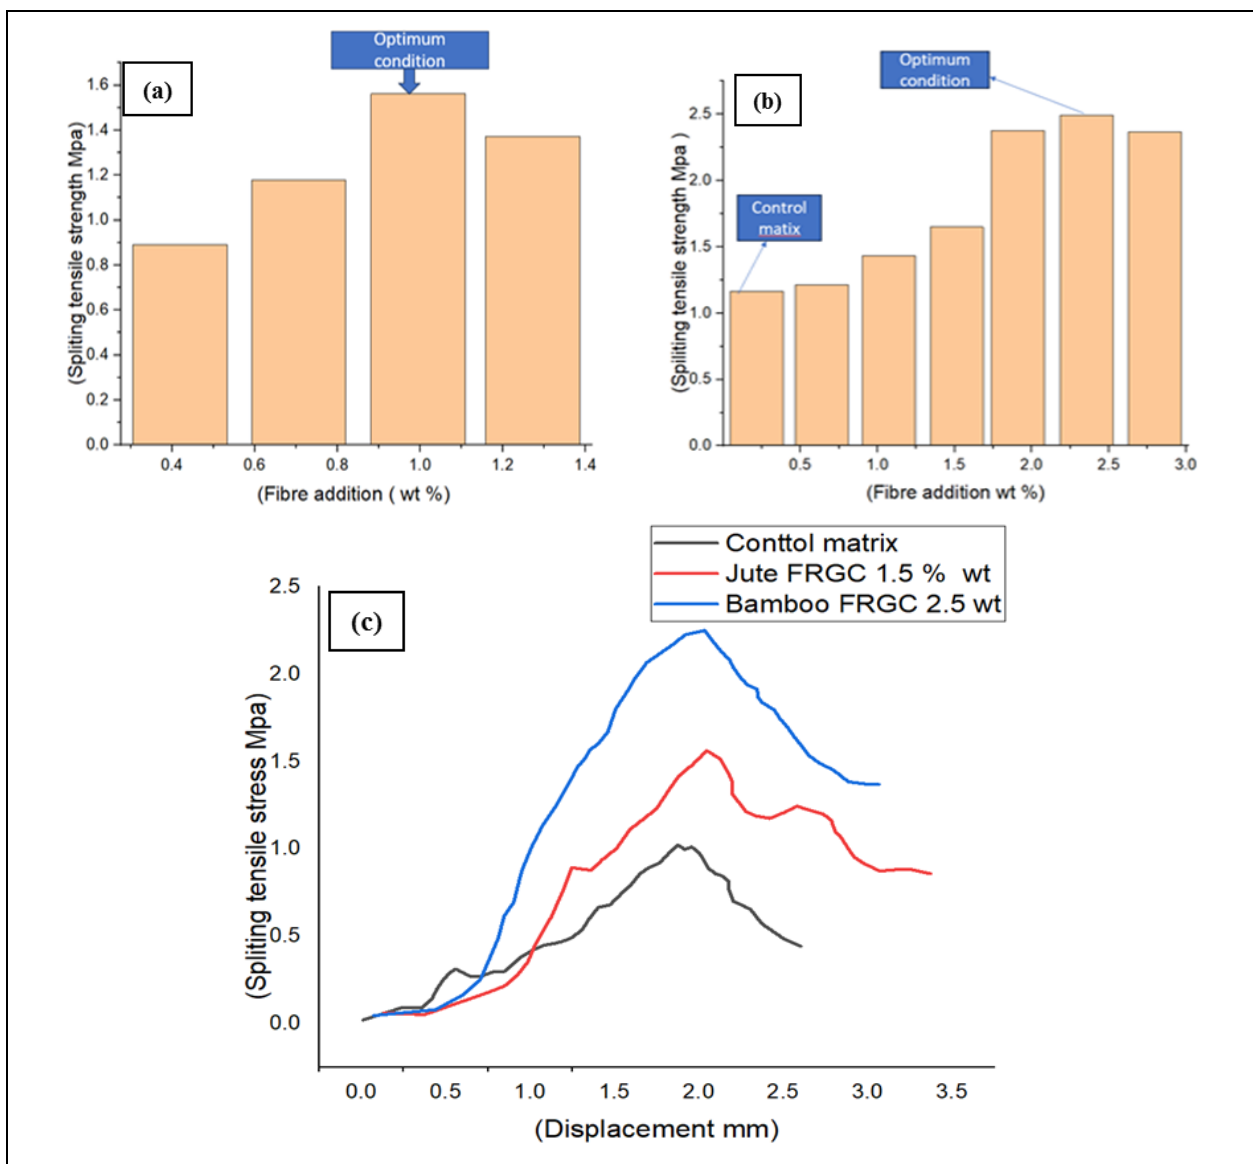 Optimum
condition
(a)
1.6
1.4
1.2
1.0
0.8
0.6
0.4
0.2
0.0
(Spliting tensile strength Mpa)
0.4 0.6 0.8 1.0 1.2 1.4
(Fibre addition ( wt %)
Optimum
condition
(b)
Control
matix
2.5
2.0
1.5
1.0
0.5
0.0
(Spiliting tensile strength Mpa )
0.5 1.0 1.5 2.0 2.5 3.0
(Fibre addition wt %)
Conttol matrix
Jute FRGC 1.5 % wt
Bamboo FRGC 2.5 wt
(c)
2.5
2.0
1.5
1.0
0.5
0.0
(Spliting tensile stress Mpa)
0.0 0.5 1.0 1.5 2.0 2.5 3.0 3.5
(Displacement mm)